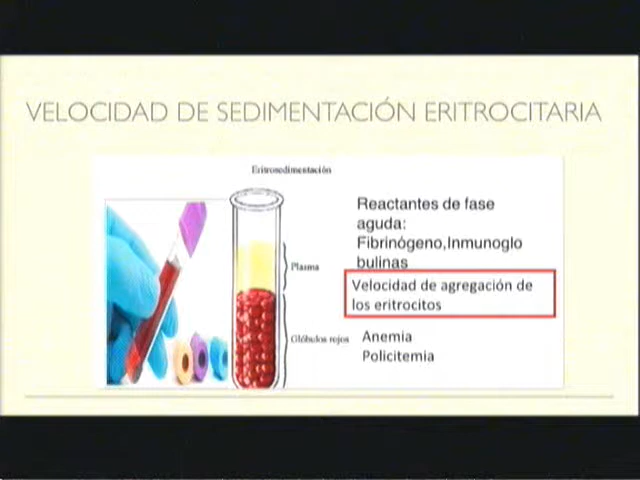 VELOCIDAD DE SEDIMENTACIÓN ERITROCITARIA
Eritrosedimentación
Reactantes de fase
aguda:
Fibrinógeno,Inmunoglo
bulinas
Plasma
Velocidad de agregación de
los eritrocitos
Glóbulos rojos
Anemia
Policitemia